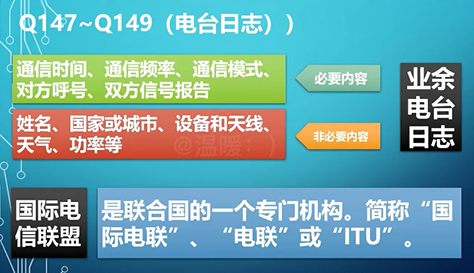 Q147~Q149（电台日志））
通信时间、通信频率、通信模式、
对方呼号、双方信号报告
必要内容
姓名、国家或城市、设备和天线、
天气、功率等
非必要内容
业余
电台
日志
@温暖：）
国际电
信联盟
是联合国的一个专门机构。简称“国
际电联”、“电联”或“ITU”。